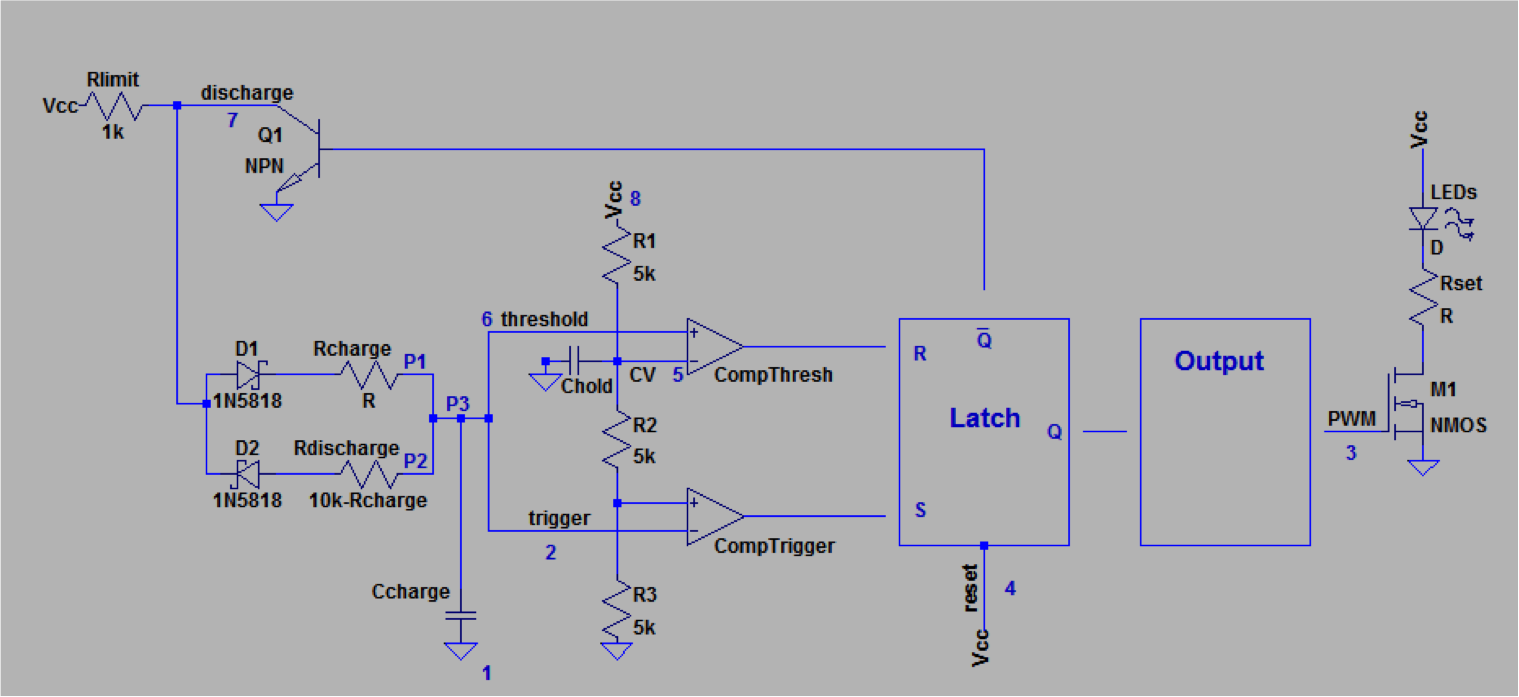 Rlimit
Vcc
1k
discharge
7
Q1
NPN
Vcc
8
R1
5k
6 threshold
Chold
CV
5
CompThresh
D1
1N5818
Rcharge
R
P1
P3
D2
1N5818
Rdischarge
10k-Rcharge
P2
R2
5k
trigger
2
CompTrigger
Ccharge
1
R3
5k
R
Q
Latch
Q
S
reset
4
Vcc
Output
Vcc
LEDs
D
Rset
R
M1
NMOS
PWM
3